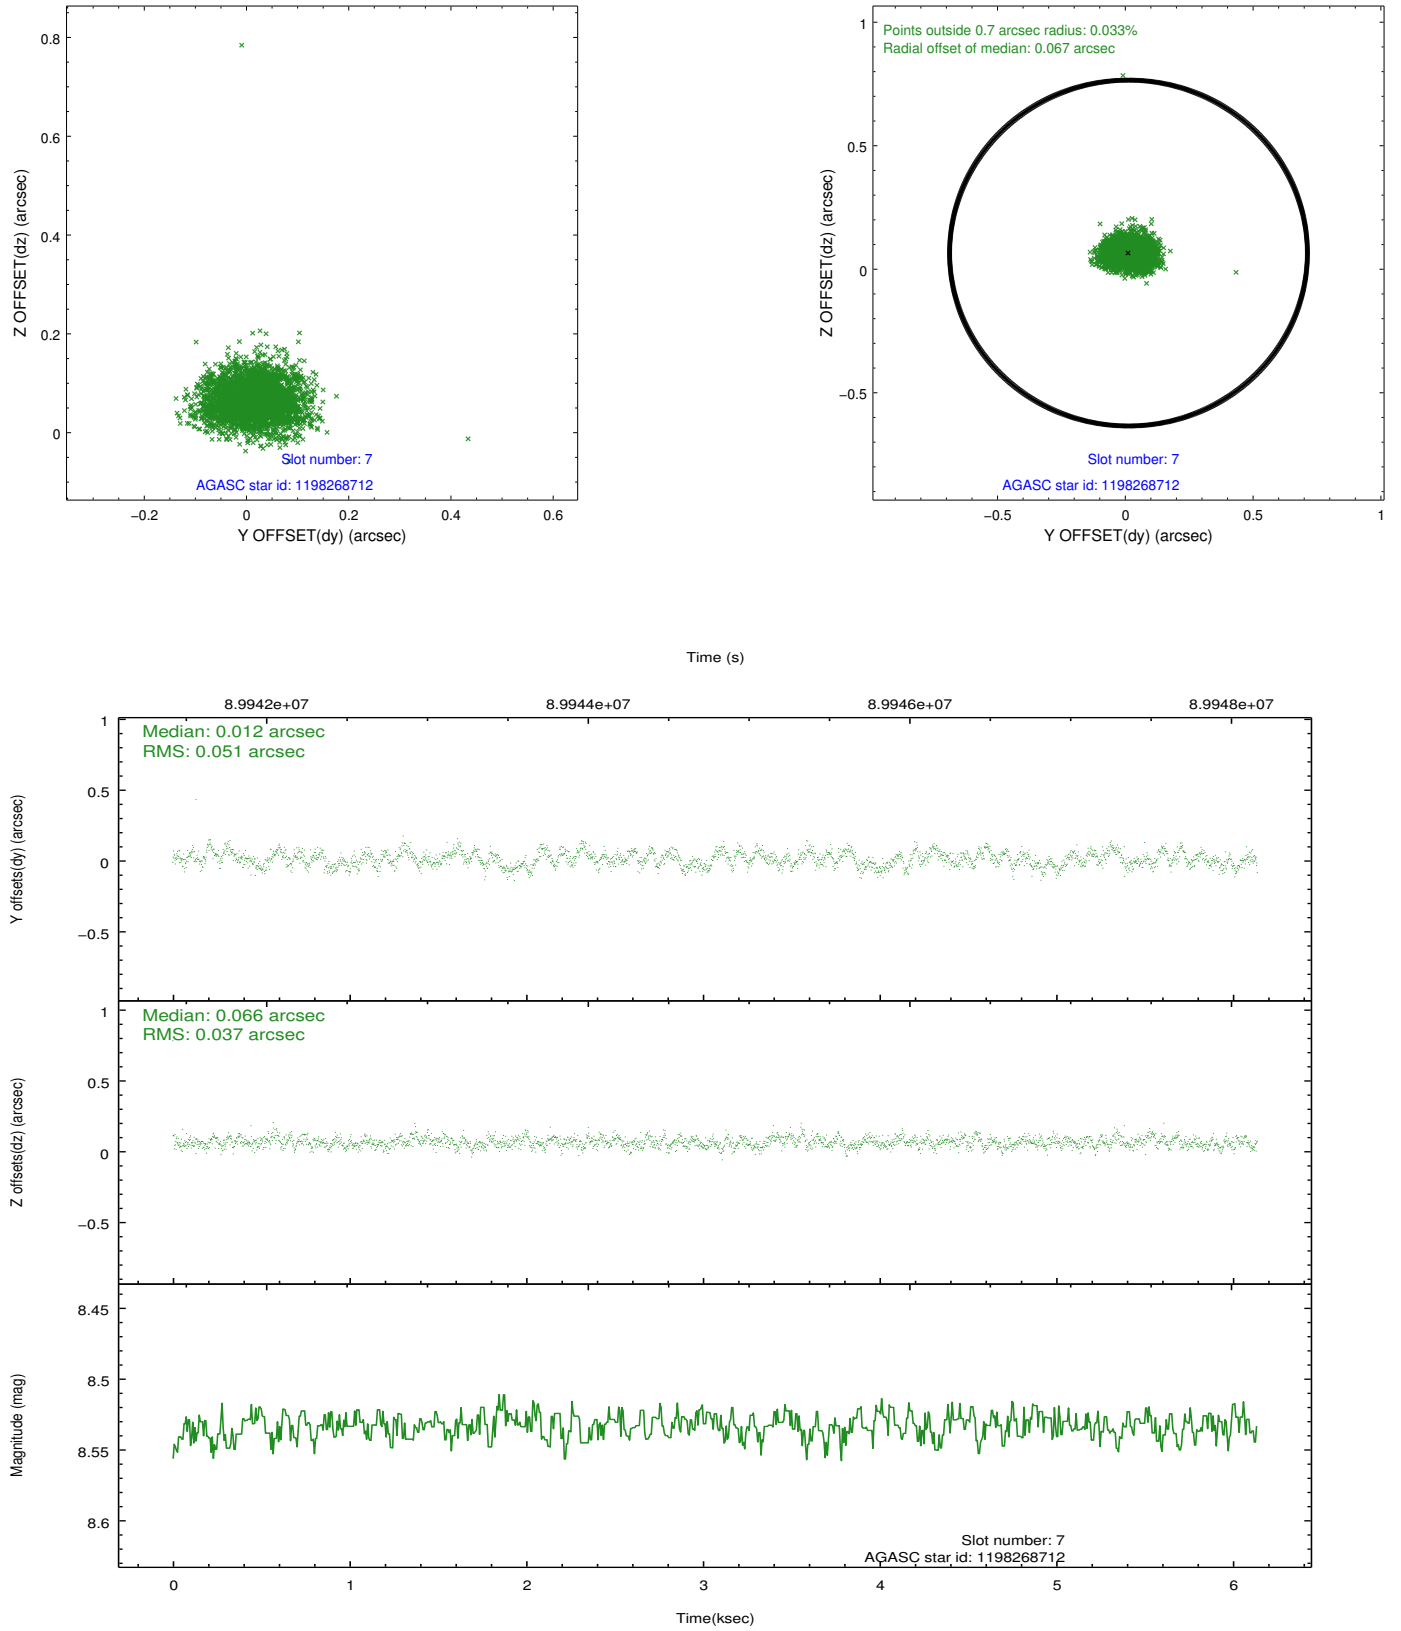 0.8
0.6
0.4
0.2
0
−0.2 0 0.2 0.4 0.6
Z OFFSET(dz) (arcsec)
Y OFFSET(dy) (arcsec)
Slot number: 7
AGASC star id: 1198268712
Points outside 0.7 arcsec radius: 0.033%
Radial offset of median: 0.067 arcsec
1
0.5
0
−0.5
−0.5 0 0.5 1
Z OFFSET(dz) (arcsec)
Y OFFSET(dy) (arcsec)
Slot number: 7
AGASC star id: 1198268712
Time (s)
8.9942e+07 8.9944e+07 8.9946e+07 8.9948e+07
Median: 0.012 arcsec
RMS: 0.051 arcsec
1
0.5
0
−0.5
Y offsets(dy) (arcsec)
Median: 0.066 arcsec
RMS: 0.037 arcsec
1
0.5
0
−0.5
Z offsets(dz) (arcsec)
8.45
8.5
8.55
8.6
Magnitude (mag)
Slot number: 7
AGASC star id: 1198268712
0 1 2 3 4 5 6
Time(ksec)